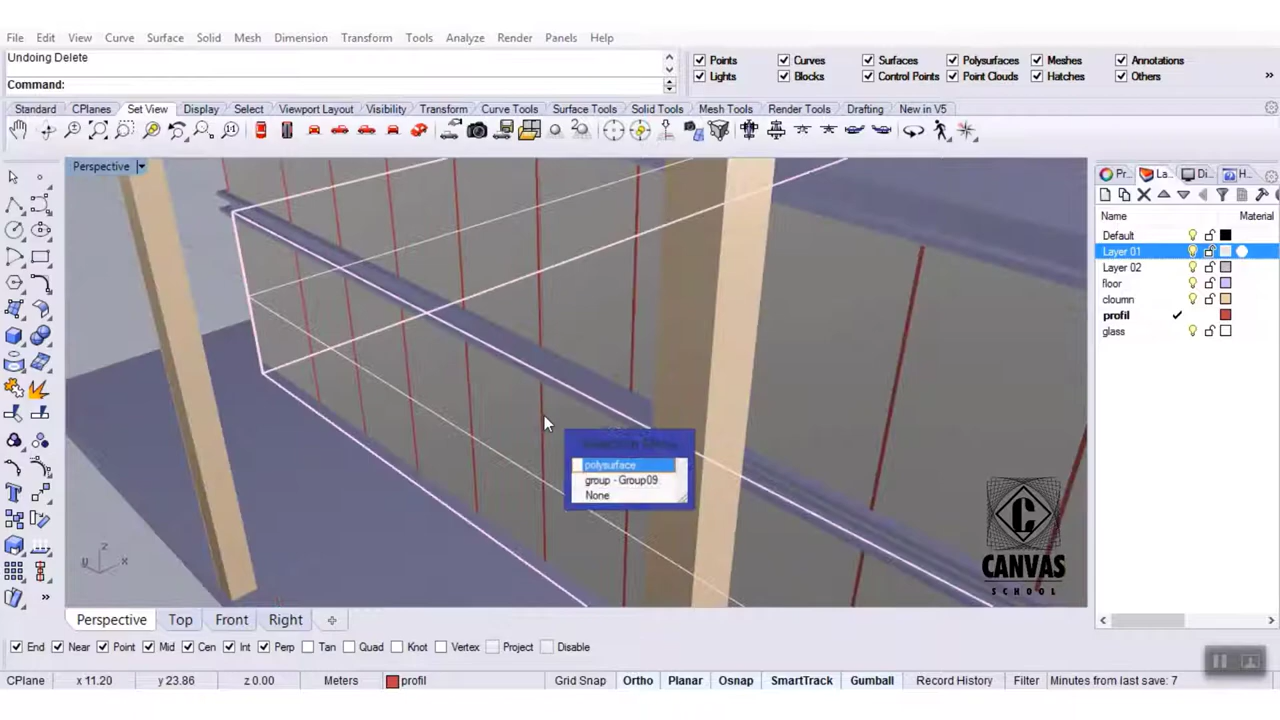 File Edit View Curve Surface Solid Mesh Dimension Transform Tools Analyze Render Panels Help
Undoing Delete
Command:
Points Curves Surfaces Polysurfaces Meshes Annotations
Lights Blocks Control Points Point Clouds Hatches Others »
Standard CPlanes Set View Display Select Viewport Layout Visibility Transform Curve Tools Surface Tools Solid Tools Mesh Tools Render Tools Drafting New in V5
Perspective
Pr... La... Di... H...
Name Material
Default
Layer 01
Layer 02
floor
cloumn
profil
glass
polysurface
group - Group09
None
z
y x
C
CANVAS
SCHOOL
Perspective Top Front Right
End Near Point Mid Cen Int Perp Tan Quad Knot Vertex Project Disable
CPlane x 11.20 y 23.86 z 0.00 Meters profil Grid Snap Ortho Planar Osnap SmartTrack Gumball Record History Filter Minutes from last save: 7